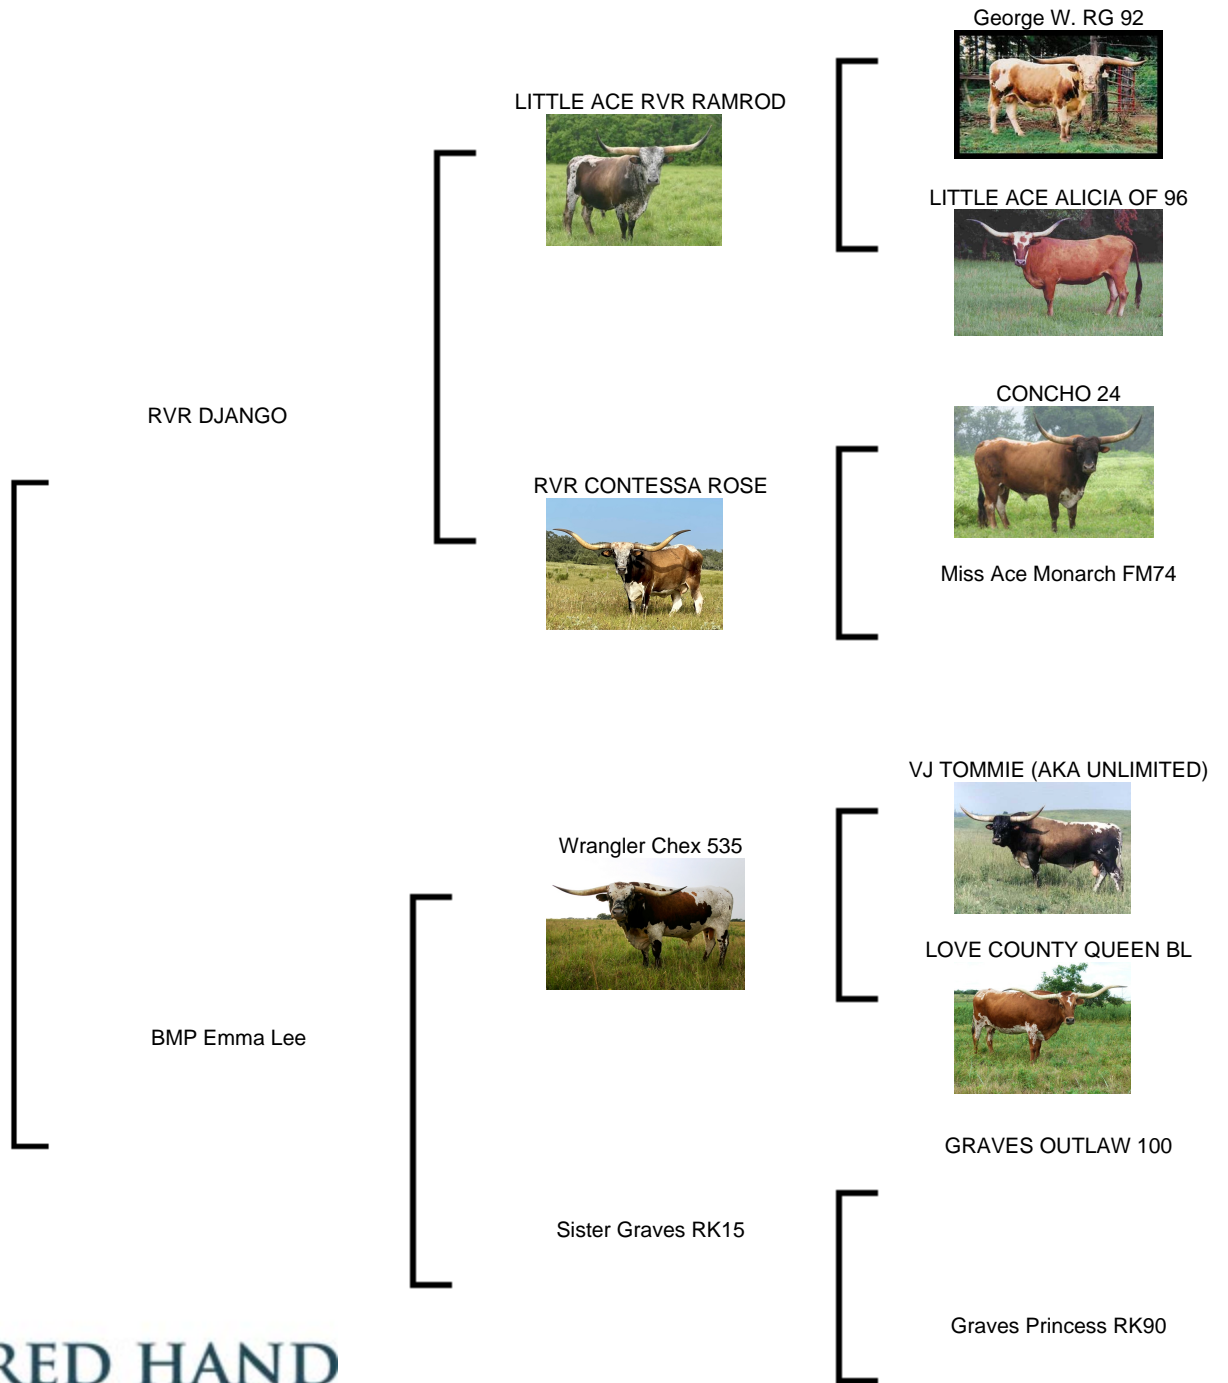 George W. RG 92
LITTLE ACE RVR RAMROD
LITTLE ACE ALICIA OF 96
RVR DJANGO
CONCHO 24
RVR CONTESSA ROSE
Miss Ace Monarch FM74
VJ TOMMIE (AKA UNLIMITED)
Wrangler Chex 535
LOVE COUNTY QUEEN BL
BMP Emma Lee
GRAVES OUTLAW 100
Sister Graves RK15
Graves Princess RK90
RED HAND